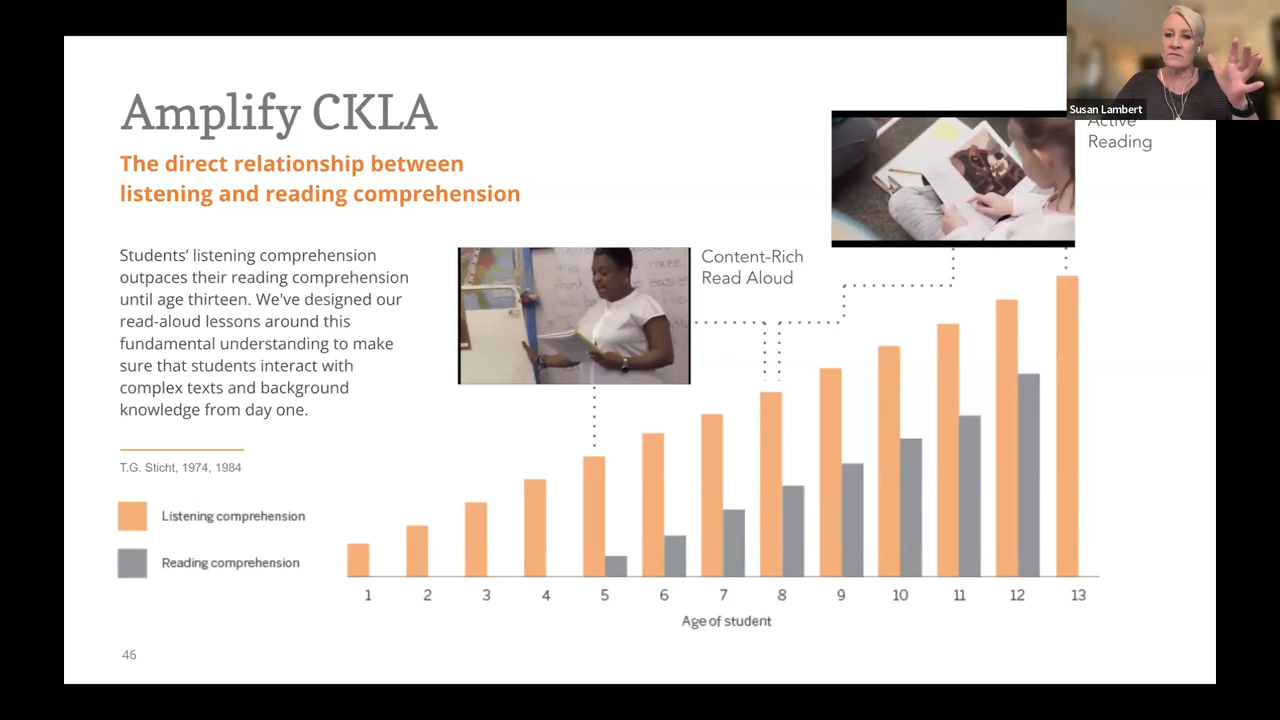 Susan Lambert
Amplify CKLA
The direct relationship between
listening and reading comprehension
Active
Reading
Students’ listening comprehension
outpaces their reading comprehension
until age thirteen. We've designed our
read-aloud lessons around this
fundamental understanding to make
sure that students interact with
complex texts and background
knowledge from day one.
Content-Rich
Read Aloud
T.G. Sticht, 1974, 1984
Listening comprehension
Reading comprehension
1 2 3 4 5 6 7 8 9 10 11 12 13
Age of student
46